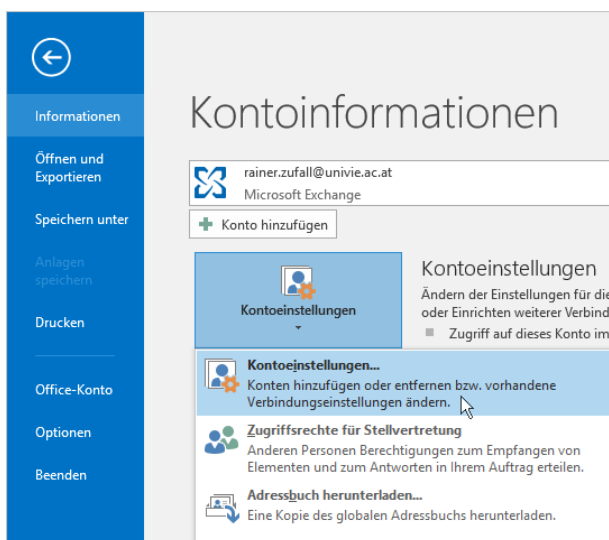 Informationen
Öffnen und
Exportieren
Speichern unter
Anlagen
speichern
Drucken
Office-Konto
Optionen
Beenden
Kontoinformationen
rainer.zufall@univie.ac.at
Microsoft Exchange
Konto hinzufügen
Kontoeinstellungen
Kontoeinstellungen
Ändern der Einstellungen für die
oder Einrichten weiterer Verbind
Zugriff auf dieses Konto im
Kontoeinstellungen...
Konten hinzufügen oder entfernen bzw. vorhandene
Verbindungseinstellungen ändern.
Zugriffsrechte für Stellvertretung
Anderen Personen Berechtigungen zum Empfangen von
Elementen und zum Antworten in Ihrem Auftrag erteilen.
Adressbuch herunterladen...
Eine Kopie des globalen Adressbuchs herunterladen.